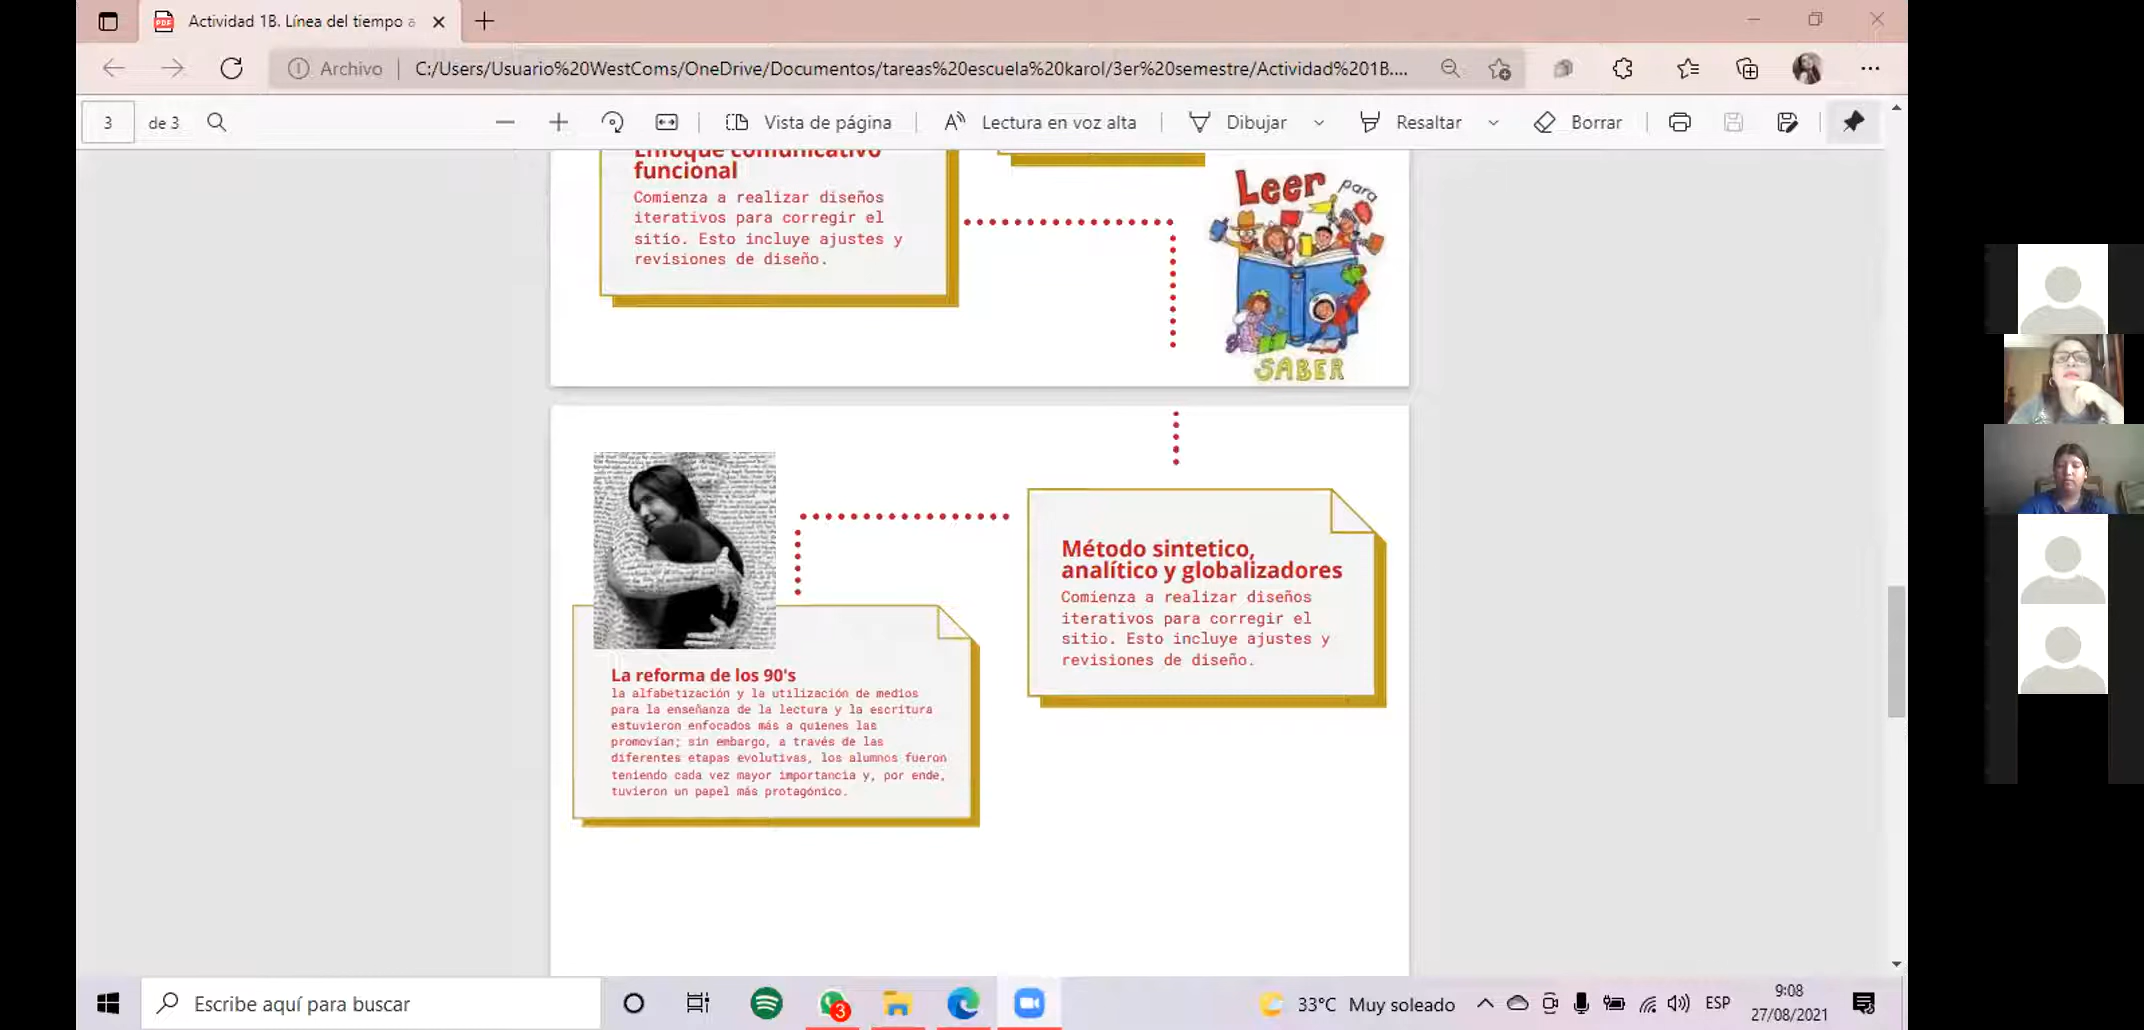 Actividad 1B. Línea del tiempo a
Archivo
C:/Users/Usuario%20WestComs/OneDrive/Documentos/tareas%20escuela%20karol/3er%20semestre/Actividad%201B....
3
de 3
Vista de página
Lectura en voz alta
Dibujar
Resaltar
Borrar
Enfoque comunicativo
funcional
Comienza a realizar diseños
iterativos para corregir el
sitio. Esto incluye ajustes y
revisiones de diseño.
Leer para
SABER
Método sintetico,
analítico y globalizadores
Comienza a realizar diseños
iterativos para corregir el
sitio. Esto incluye ajustes y
revisiones de diseño.
La reforma de los 90's
la alfabetización y la utilización de medios
para la enseñanza de la lectura y la escritura
estuvieron enfocados más a quienes las
promovían; sin embargo, a través de las
diferentes etapas evolutivas, los alumnos fueron
teniendo cada vez mayor importancia y, por ende,
tuvieron un papel más protagónico.
Escribe aquí para buscar
3
33°C Muy soleado
ESP
9:08
27/08/2021